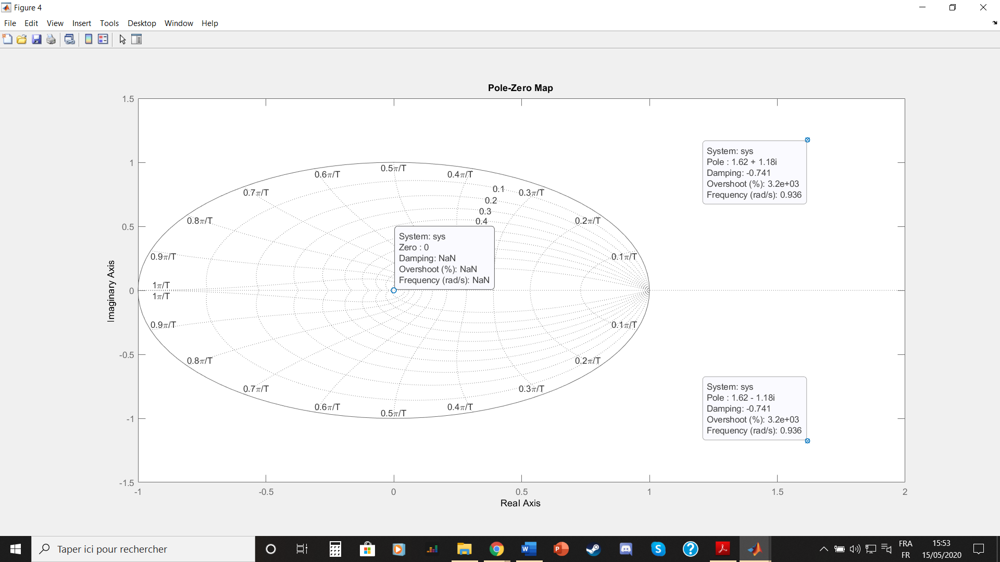 Figure 4
File Edit View Insert Tools Desktop Window Help
Pole-Zero Map
1.5
1
0.5
0
-0.5
-1
-1.5
Imaginary Axis
0.5π/T
0.6π/T
0.4π/T
0.7π/T
0.1
0.3π/T
0.2
0.3
0.8π/T
0.4
0.2π/T
0.9π/T
0.1π/T
1π/T
1π/T
0.9π/T
0.1π/T
0.8π/T
0.2π/T
0.7π/T
0.3π/T
0.6π/T
0.4π/T
0.5π/T
System: sys
Pole : 1.62 + 1.18i
Damping: -0.741
Overshoot (%): 3.2e+03
Frequency (rad/s): 0.936
System: sys
Zero : 0
Damping: NaN
Overshoot (%): NaN
Frequency (rad/s): NaN
System: sys
Pole : 1.62 - 1.18i
Damping: -0.741
Overshoot (%): 3.2e+03
Frequency (rad/s): 0.936
-1 -0.5 0 0.5 1 1.5 2
Real Axis
Taper ici pour rechercher
FRA
FR
15:53
15/05/2020